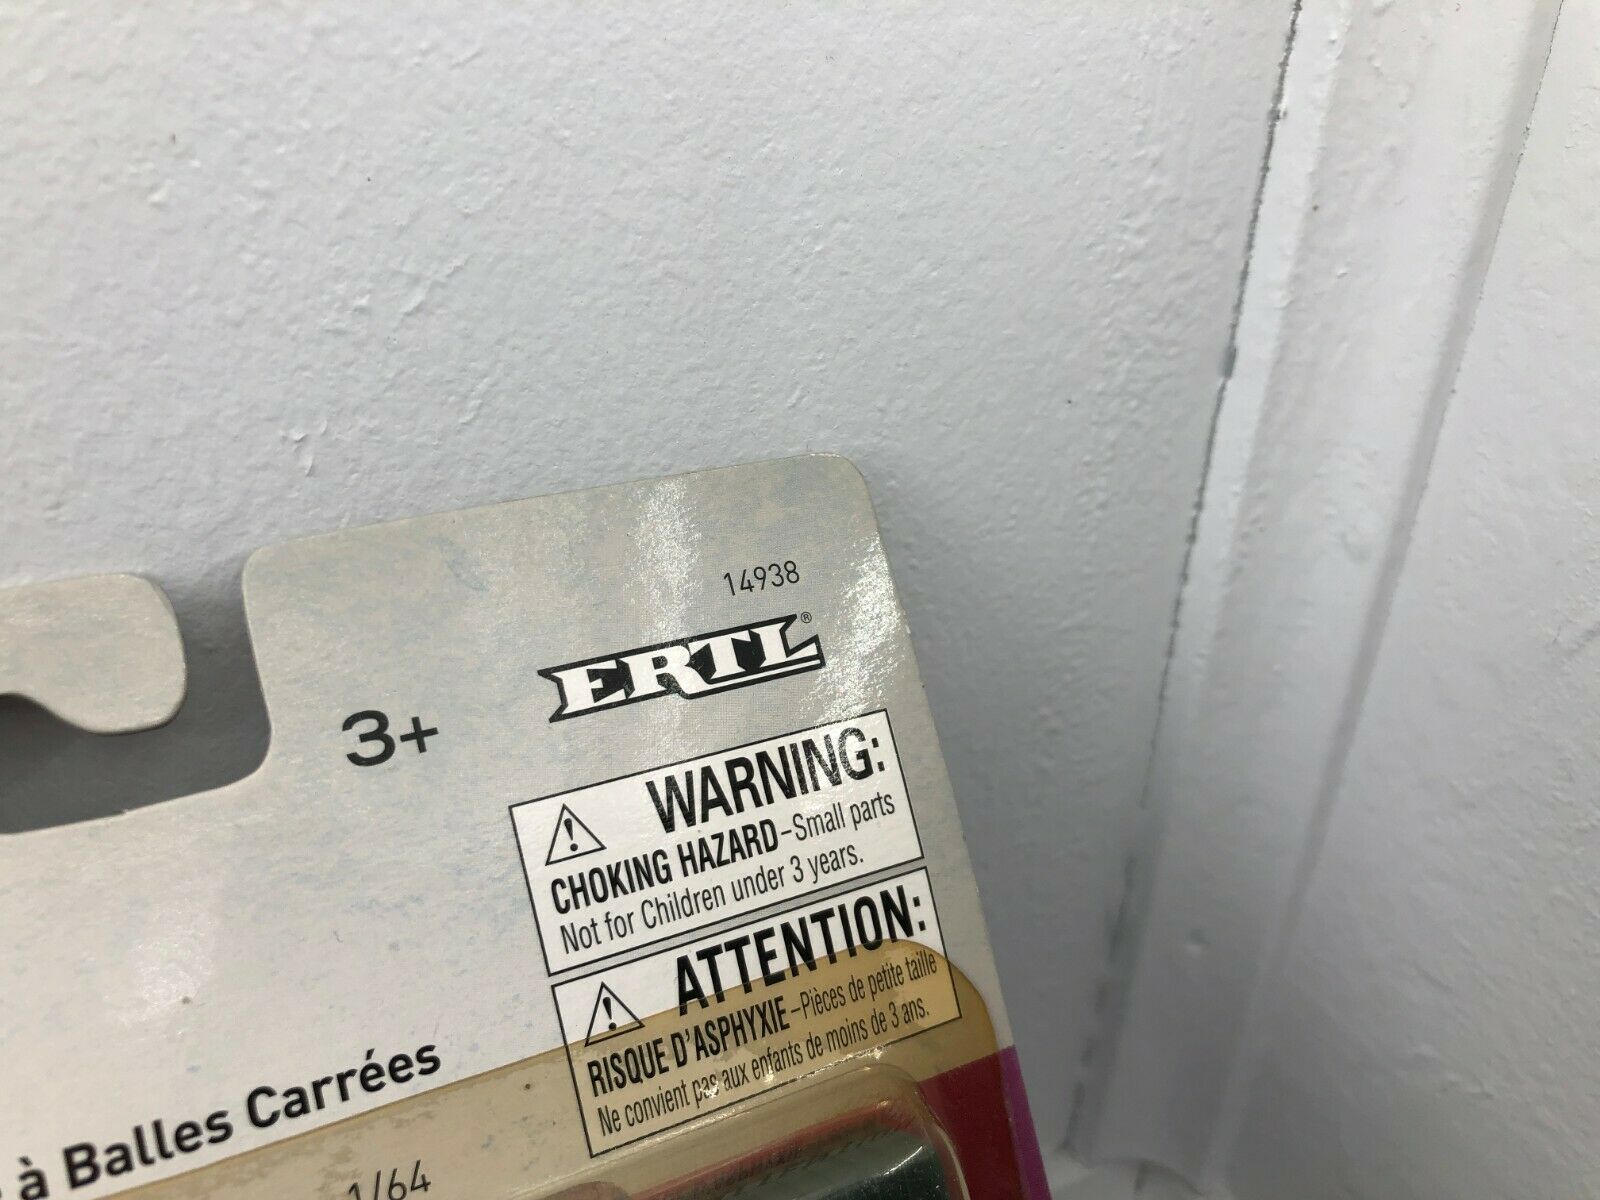 14938
ERTL®
3+
WARNING:
CHOKING HAZARD–Small parts
Not for Children under 3 years.
ATTENTION:
RISQUE D'ASPHYXIE–Pièces de petite taille
Ne convient pas aux enfants de moins de 3 ans.
à Balles Carrées
1/64